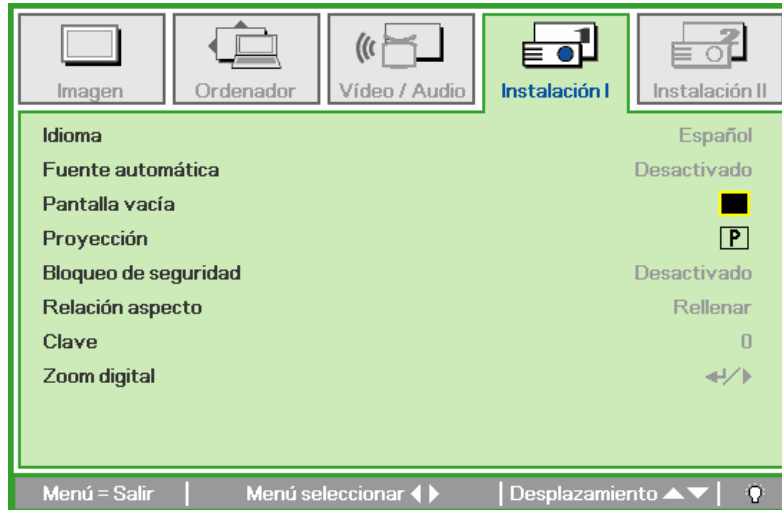 Imagen Ordenador Vídeo / Audio Instalación I Instalación II
Idioma Español
Fuente automática Desactivado
Pantalla vacía
Proyección P
Bloqueo de seguridad Desactivado
Relación aspecto Rellenar
Clave 0
Zoom digital ↵/▶
Menú = Salir | Menú seleccionar ◀▶ | Desplazamiento ▲▼ |